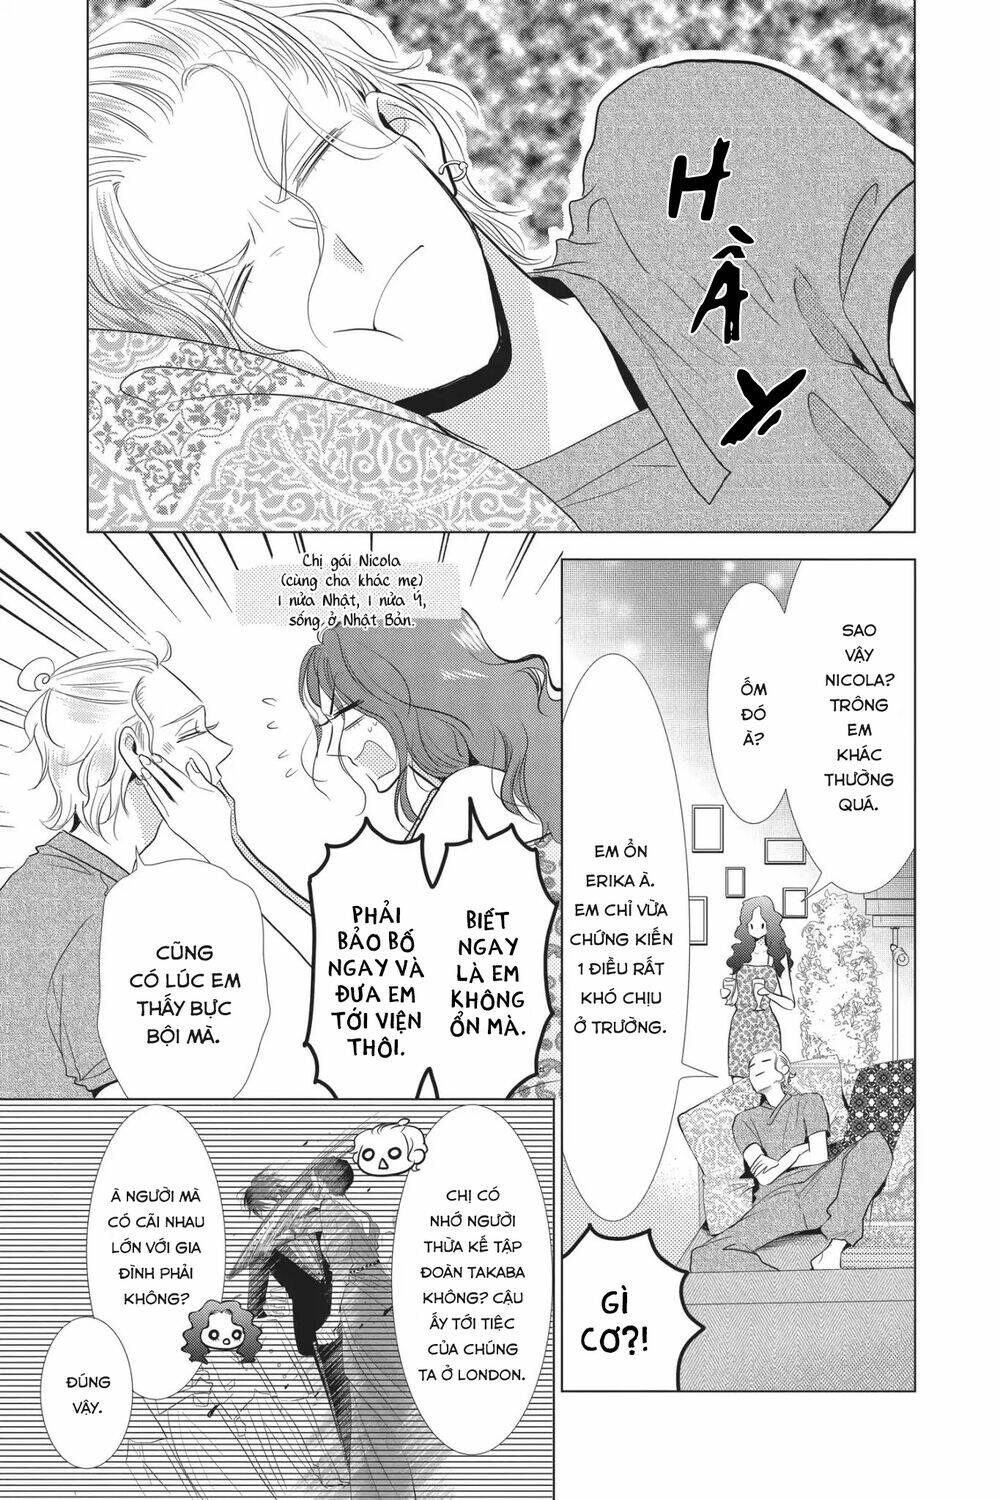 HẦY
SAO
VẬY
NICOLA?
TRÔNG
EM
KHÁC
THƯỜNG
QUÁ.
ỐM
ĐÓ
À?
EM ỔN
ERIKA À.
EM CHỈ VỪA
CHỨNG KIẾN
1 ĐIỀU RẤT
KHÓ CHỊU
Ở TRƯỜNG.
GÌ
CƠ?!
Chị gái Nicola
(cùng cha khác mẹ)
1 nửa Nhật, 1 nửa Ý,
sống ở Nhật Bản.
BIẾT
NGAY
LÀ EM
KHÔNG
ỔN MÀ.
PHẢI
BẢO BỐ
NGAY VÀ
ĐƯA EM
TỚI VIỆN
THÔI.
CŨNG
CÓ LÚC EM
THẤY BỰC
BỘI MÀ.
CHỊ CÓ
NHỚ NGƯỜI
THỪA KẾ TẬP
ĐOÀN TAKABA
KHÔNG? CẬU
ẤY TỚI TIỆC
CỦA CHÚNG
TA Ở LONDON.
À NGƯỜI MÀ
CÓ CÃI NHAU
LỚN VỚI GIA
ĐÌNH PHẢI
KHÔNG?
ĐÚNG
VẬY.